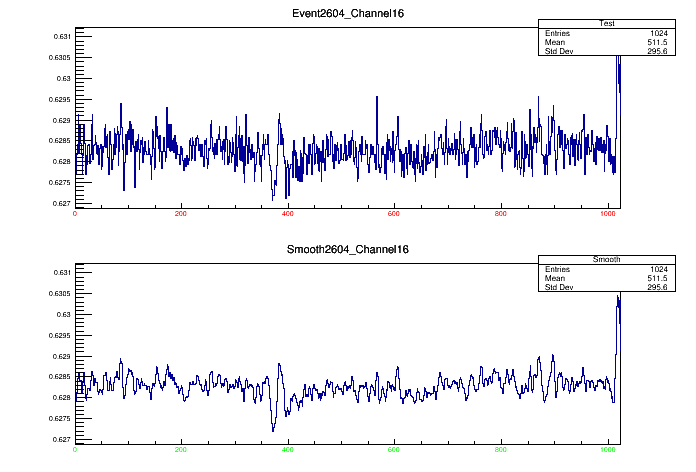 Event2604_Channel16
Test
Entries 1024
Mean 511.5
Std Dev 295.6
0.631
0.6305
0.63
0.6295
0.629
0.6285
0.628
0.6275
0.627
0 200 400 600 800 1000
Smooth2604_Channel16
Smooth
Entries 1024
Mean 511.5
Std Dev 295.6
0.631
0.6305
0.63
0.6295
0.629
0.6285
0.628
0.6275
0.627
0 200 400 600 800 1000